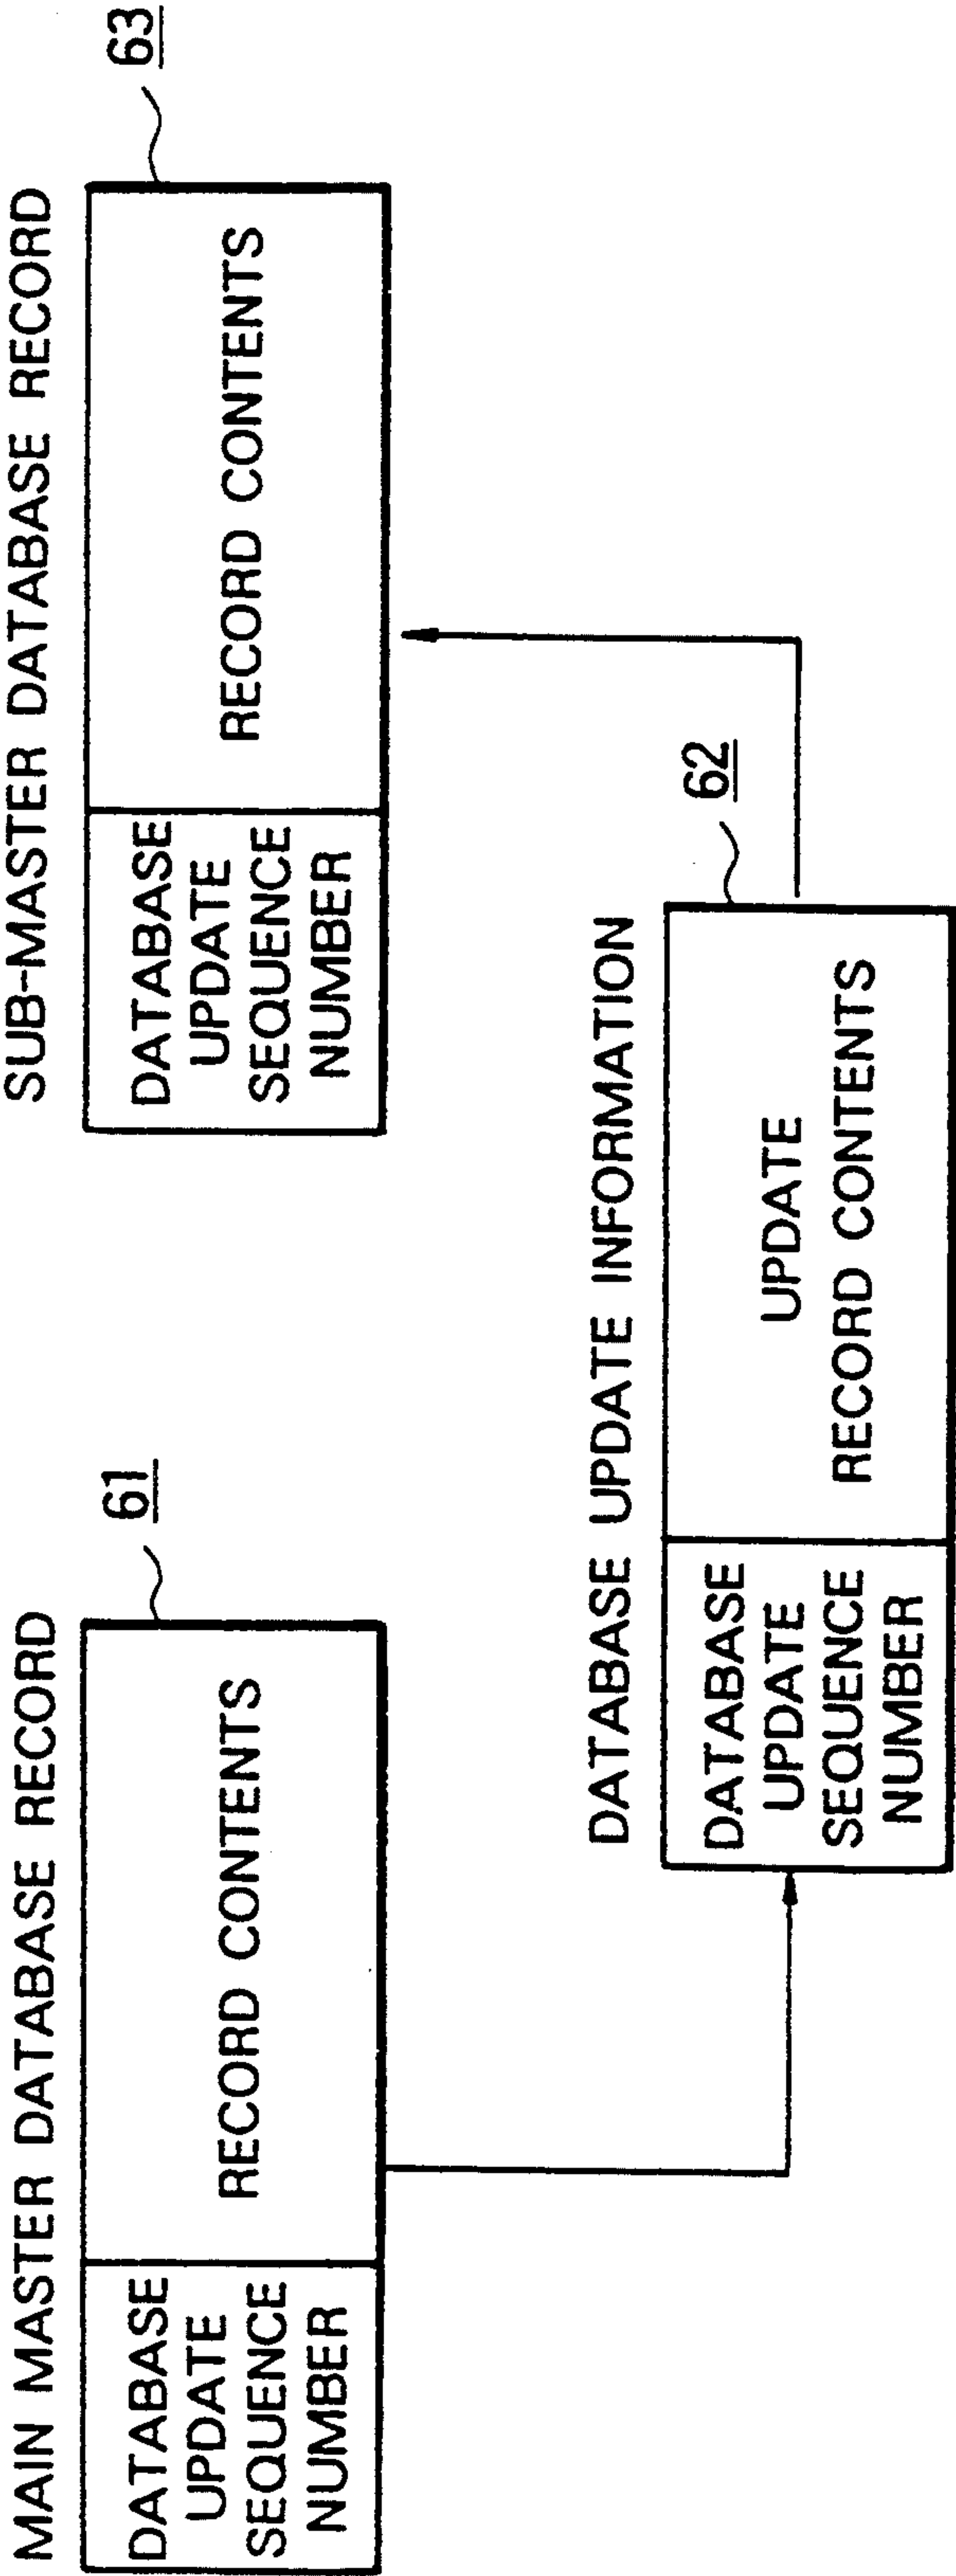 MAIN MASTER DATABASE RECORD
61
DATABASE
UPDATE
SEQUENCE
NUMBER
RECORD CONTENTS
SUB-MASTER DATABASE RECORD
63
DATABASE
UPDATE
SEQUENCE
NUMBER
RECORD CONTENTS
DATABASE UPDATE INFORMATION
62
DATABASE
UPDATE
SEQUENCE
NUMBER
UPDATE
RECORD CONTENTS